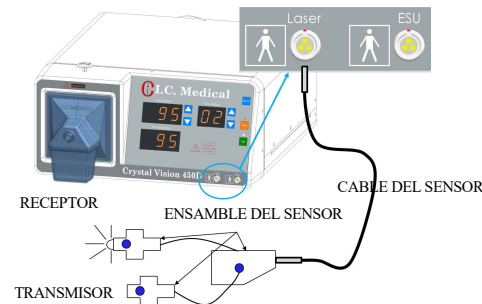 Laser ESU
I.C. Medical
95 02
95
Crystal Vision 450D
RECEPTOR
CABLE DEL SENSOR
ENSAMBLE DEL SENSOR
TRANSMISOR